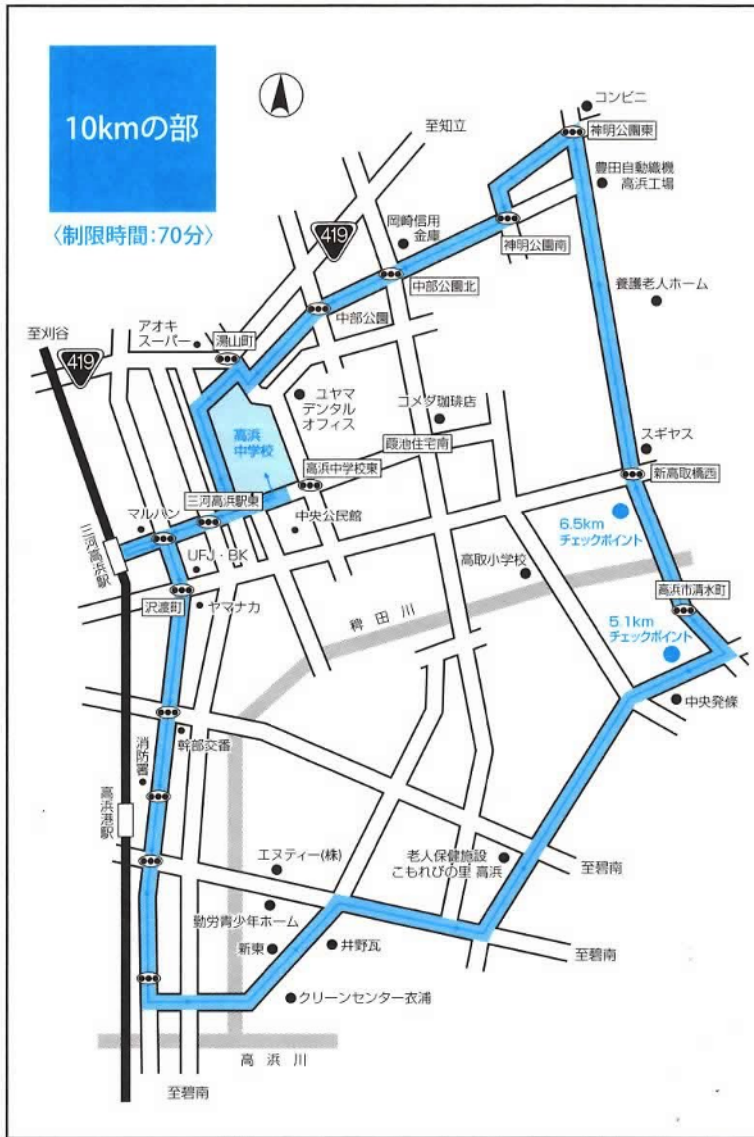 10kmの部
〈制限時間:70分〉
コンビニ
神明公園東
至知立
豊田自動織機
高浜工場
419
岡崎信用
金庫
神明公園南
中部公園北
養護老人ホーム
中部公園
至刈谷
アオキ
スーパー
湯山町
419
ユヤマ
デンタル
オフィス
コメダ珈琲店
葭池住宅南
スギヤス
高浜
中学校
高浜中学校東
新高取橋西
三河高浜駅東
マルハン
中央公民館
6.5km
チェックポイント
三河高浜駅
UFJ・BK
高取小学校
沢渡町
ヤマナカ
稗田川
高浜市清水町
5.1km
チェックポイント
中央発條
幹部交番
消防署
高浜港駅
エヌティー(株)
老人保健施設
こもれびの里 高浜
至碧南
勤労青少年ホーム
新東
井野瓦
至碧南
クリーンセンター衣浦
高浜川
至碧南